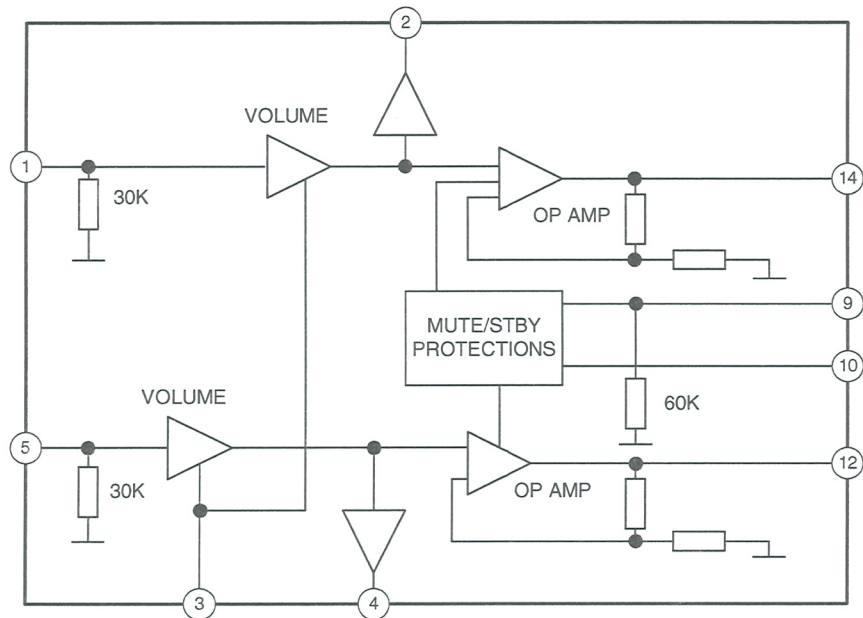 2
VOLUME
1
30K
14
OP AMP
9
MUTE/STBY
PROTECTIONS
10
VOLUME
60K
5
12
30K
OP AMP
3
4